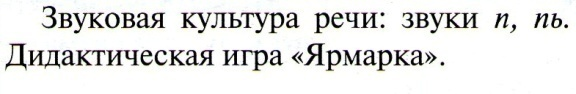 Звуковая культура речи: звуки п, пь.
Дидактическая игра «Ярмарка».